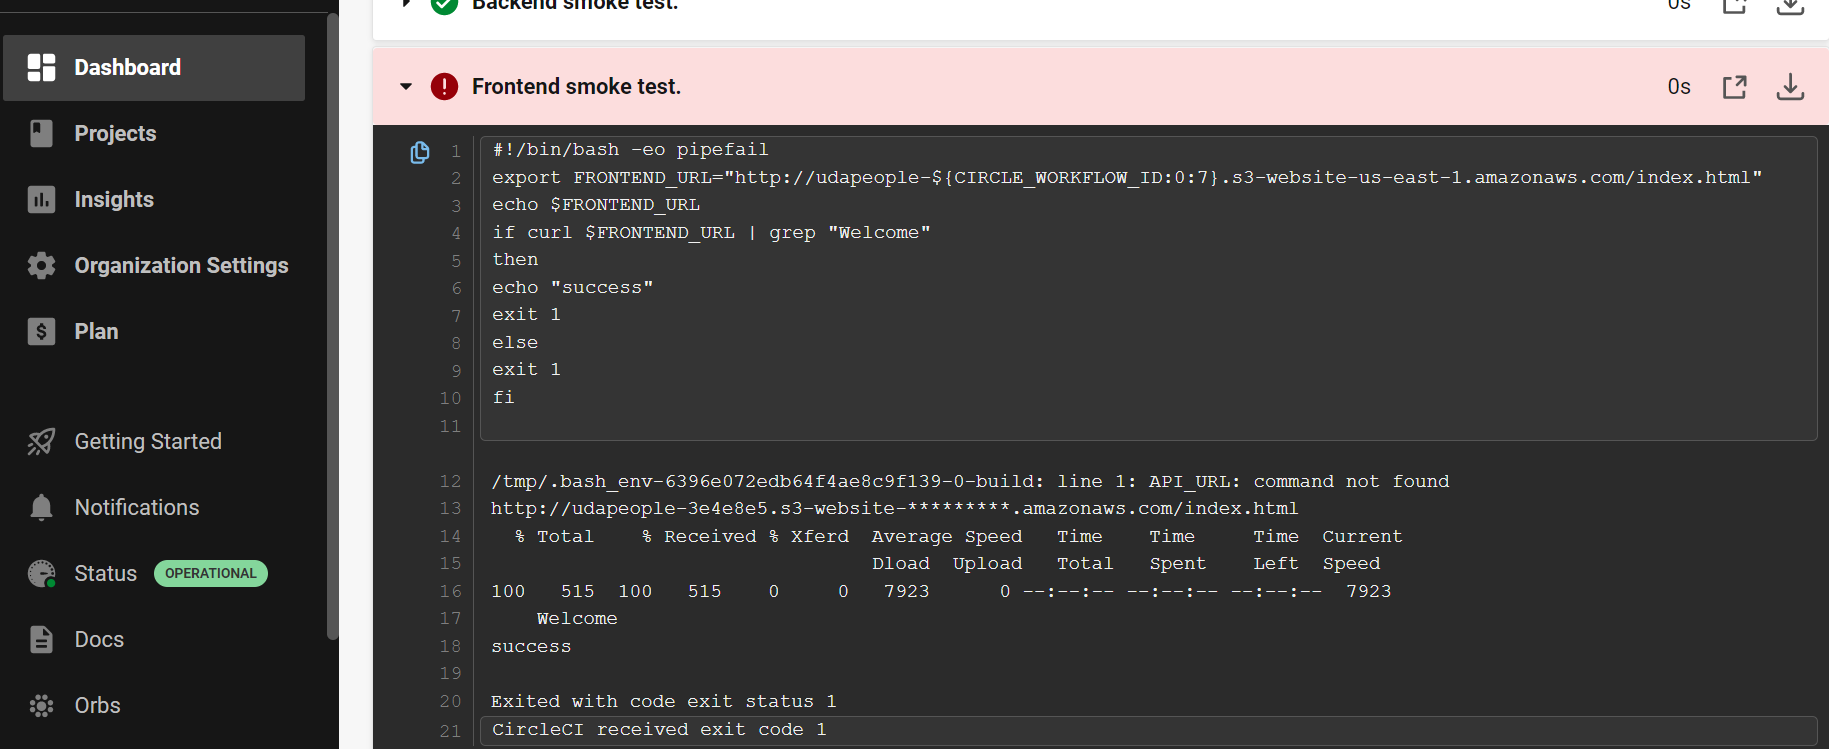 Dashboard
Projects
Insights
Organization Settings
Plan
Getting Started
Notifications
Status OPERATIONAL
Docs
Orbs
Backend smoke test. 0s
Frontend smoke test. 0s
1 #!/bin/bash -eo pipefail
2 export FRONTEND_URL="http://udapeople-${CIRCLE_WORKFLOW_ID:0:7}.s3-website-us-east-1.amazonaws.com/index.html"
3 echo $FRONTEND_URL
4 if curl $FRONTEND_URL | grep "Welcome"
5 then
6 echo "success"
7 exit 1
8 else
9 exit 1
10 fi
11
12 /tmp/.bash_env-6396e072edb64f4ae8c9f139-0-build: line 1: API_URL: command not found
13 http://udapeople-3e4e8e5.s3-website-*********.amazonaws.com/index.html
14 % Total % Received % Xferd Average Speed Time Time Time Current
15 Dload Upload Total Spent Left Speed
16 100 515 100 515 0 0 7923 0 --:--:-- --:--:-- --:--:-- 7923
17 Welcome
18 success
19
20 Exited with code exit status 1
21 CircleCI received exit code 1